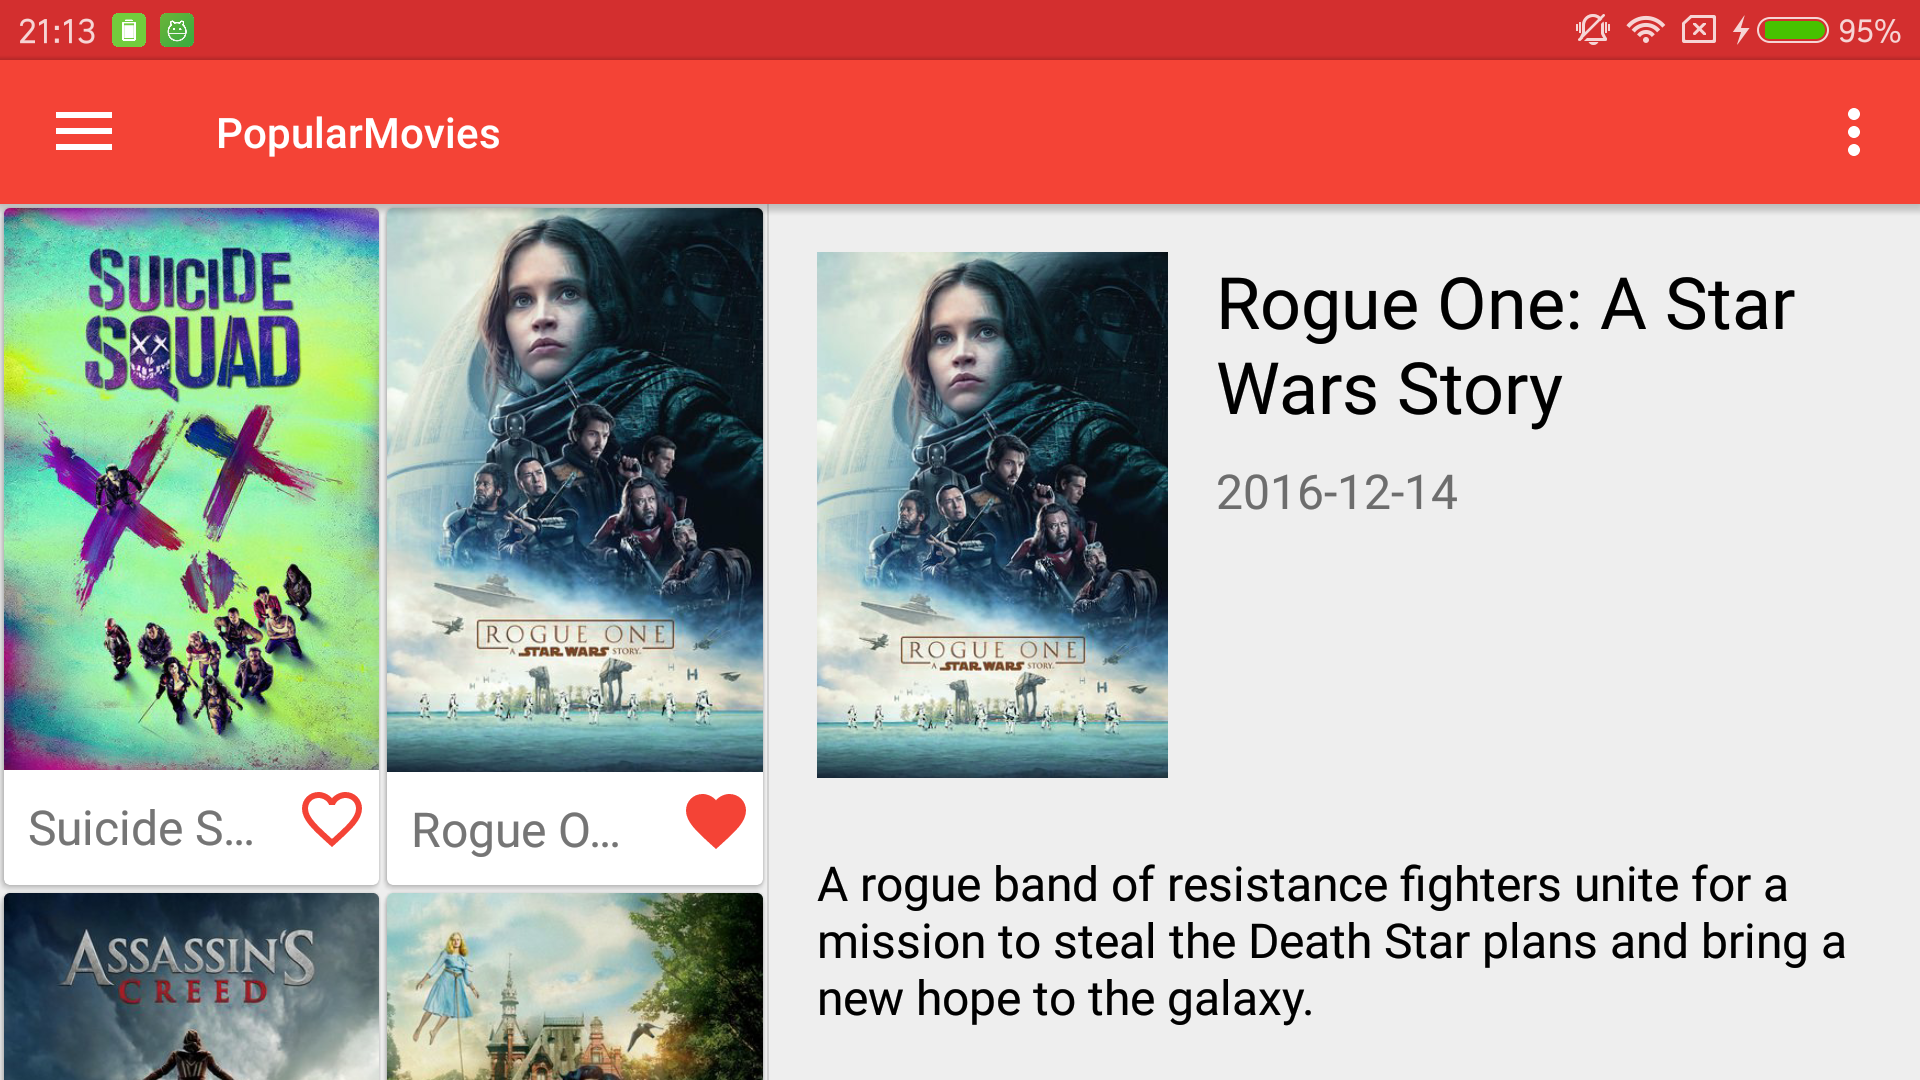 21:13
95%
PopularMovies
SUICIDE
SQUAD
ROGUE ONE
A STAR WARS STORY
Suicide S...
Rogue O...
ASSASSIN'S
CREED
Rogue One: A Star
Wars Story
2016-12-14
ROGUE ONE
A STAR WARS STORY
A rogue band of resistance fighters unite for a
mission to steal the Death Star plans and bring a
new hope to the galaxy.